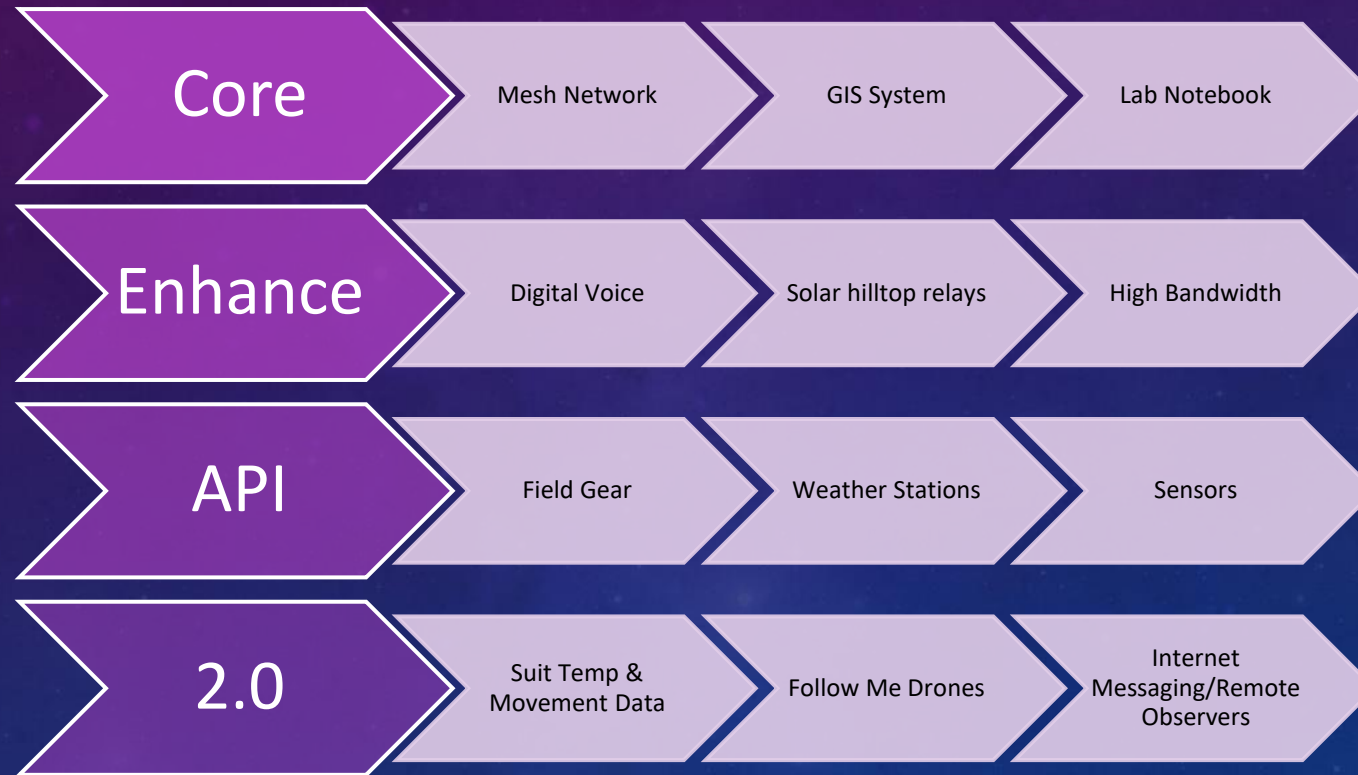 Core
Mesh Network
GIS System
Lab Notebook
Enhance
Digital Voice
Solar hilltop relays
High Bandwidth
API
Field Gear
Weather Stations
Sensors
2.0
Suit Temp &
Movement Data
Follow Me Drones
Internet
Messaging/Remote
Observers